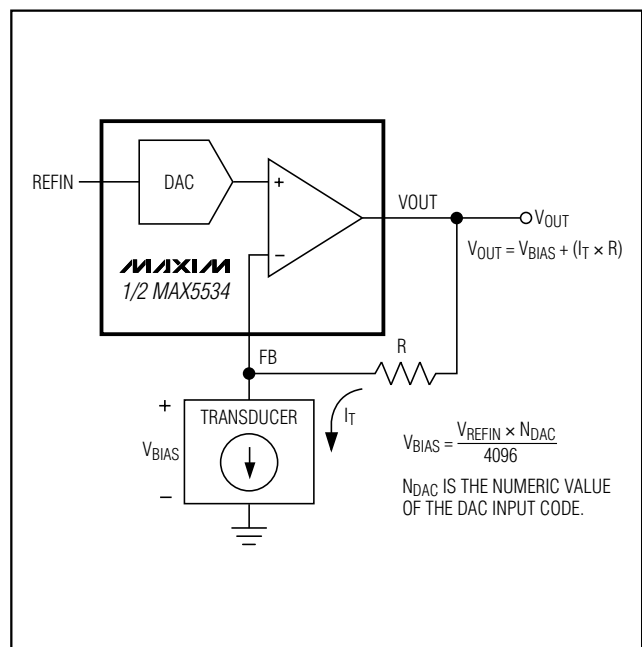 REFIN
DAC
+
−
VOUT
V_OUT
V_OUT = V_BIAS + (I_T × R)
MAXIM
1/2 MAX5534
FB
R
+
TRANSDUCER
I_T
V_BIAS
−
V_BIAS = V_REFIN × N_DAC
4096
N_DAC IS THE NUMERIC VALUE
OF THE DAC INPUT CODE.